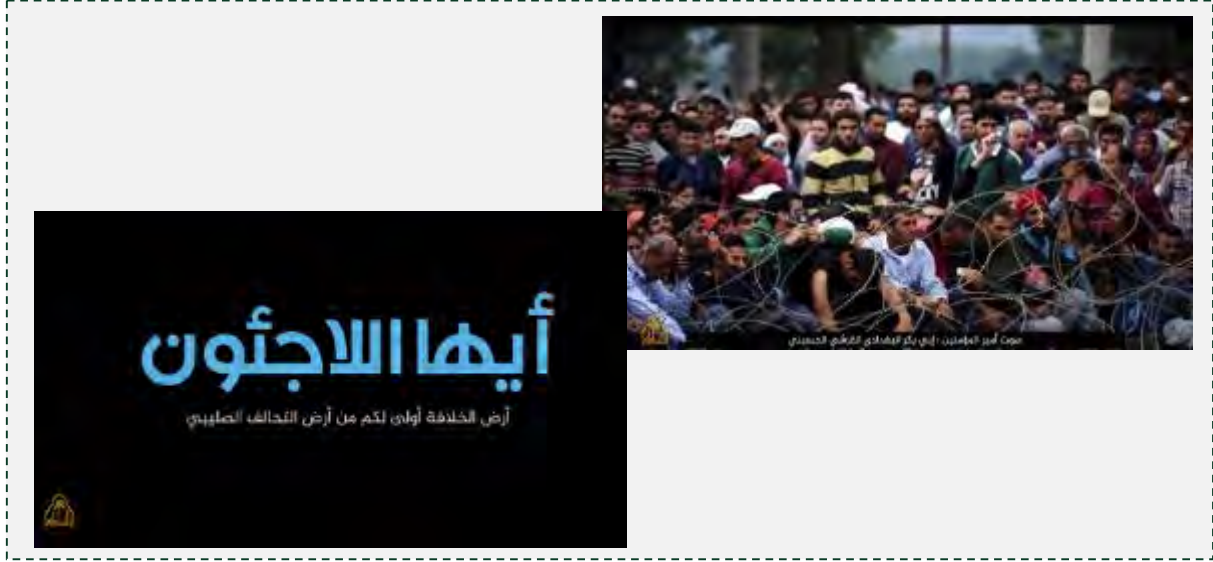 أيها اللاجئون
أرض الخلافة أولى لكم من أرض التحالف الصليبي
صوت أمير المؤمنين : أبي بكر البغدادي القرشي الحسيني